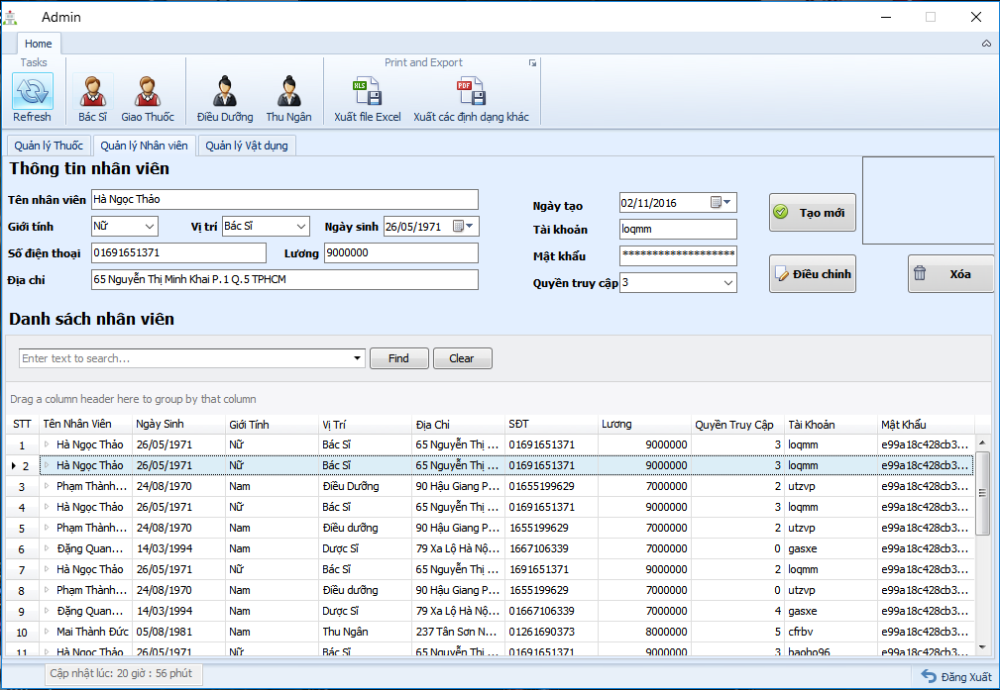 Admin
Home
Tasks
Print and Export
XLS PDF
Refresh Bác Sĩ Giao Thuốc Điều Dưỡng Thu Ngân Xuất file Excel Xuất các định dạng khác
Quản lý Thuốc Quản lý Nhân viên Quản lý Vật dụng
Thông tin nhân viên
Tên nhân viên Hà Ngọc Thảo
Giới tính Nữ Vị trí Bác Sĩ Ngày sinh 26/05/1971
Số điện thoại 01691651371 Lương 9000000
Địa chỉ 65 Nguyễn Thị Minh Khai P.1 Q.5 TPHCM
Ngày tạo 02/11/2016
Tài khoản loqmm
Mật khẩu *******************
Quyền truy cập 3
Tạo mới
Điều chỉnh
Xóa
Danh sách nhân viên
Enter text to search... Find Clear
Drag a column header here to group by that column
STT Tên Nhân Viên Ngày Sinh Giới Tính Vị Trí Địa Chỉ SĐT Lương Quyền Truy Cập Tài Khoản Mật Khẩu
1 Hà Ngọc Thảo 26/05/1971 Nữ Bác Sĩ 65 Nguyễn Thị ... 01691651371 9000000 3 loqmm e99a18c428cb3...
2 Hà Ngọc Thảo 26/05/1971 Nữ Bác Sĩ 65 Nguyễn Thị ... 01691651371 9000000 3 loqmm e99a18c428cb3...
3 Phạm Thành... 24/08/1970 Nam Điều Dưỡng 90 Hậu Giang P... 01655199629 7000000 2 utzvp e99a18c428cb3...
4 Hà Ngọc Thảo 26/05/1971 Nữ Bác Sĩ 65 Nguyễn Thị ... 01691651371 9000000 3 loqmm e99a18c428cb3...
5 Phạm Thành... 24/08/1970 Nam Điều dưỡng 90 Hậu Giang P... 1655199629 7000000 2 utzvp e99a18c428cb3...
6 Đặng Quan... 14/03/1994 Nam Dược Sĩ 79 Xa Lộ Hà Nộ... 1667106339 7000000 0 gasxe e99a18c428cb3...
7 Hà Ngọc Thảo 26/05/1971 Nữ Bác Sĩ 65 Nguyễn Thị ... 1691651371 9000000 2 loqmm e99a18c428cb3...
8 Phạm Thành... 24/08/1970 Nam Điều dưỡng 90 Hậu Giang P... 1655199629 7000000 0 utzvp e99a18c428cb3...
9 Đặng Quan... 14/03/1994 Nam Dược Sĩ 79 Xa Lộ Hà Nộ... 01667106339 7000000 4 gasxe e99a18c428cb3...
10 Mai Thành Đức 05/08/1981 Nam Thu Ngân 237 Tân Sơn N... 01261690373 8000000 5 cfrbv e99a18c428cb3...
11 Hà Ngọc Thảo 26/05/1971 Nữ Bác Sĩ 65 Nguyễn Thị ... 01691651371 9000000 3 baoho96 e99a18c428cb3...
Cập nhật lúc: 20 giờ : 56 phút
Đăng Xuất